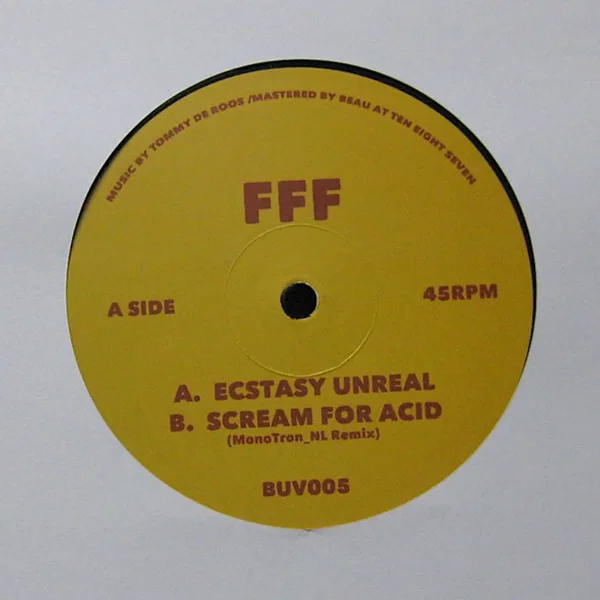 MUSIC BY TOMMY DE ROOS /MASTERED BY BEAU AT TEN EIGHT SEVEN
FFF
A SIDE
45RPM
A. ECSTASY UNREAL
B. SCREAM FOR ACID
(MonoTron_NL Remix)
BUV005